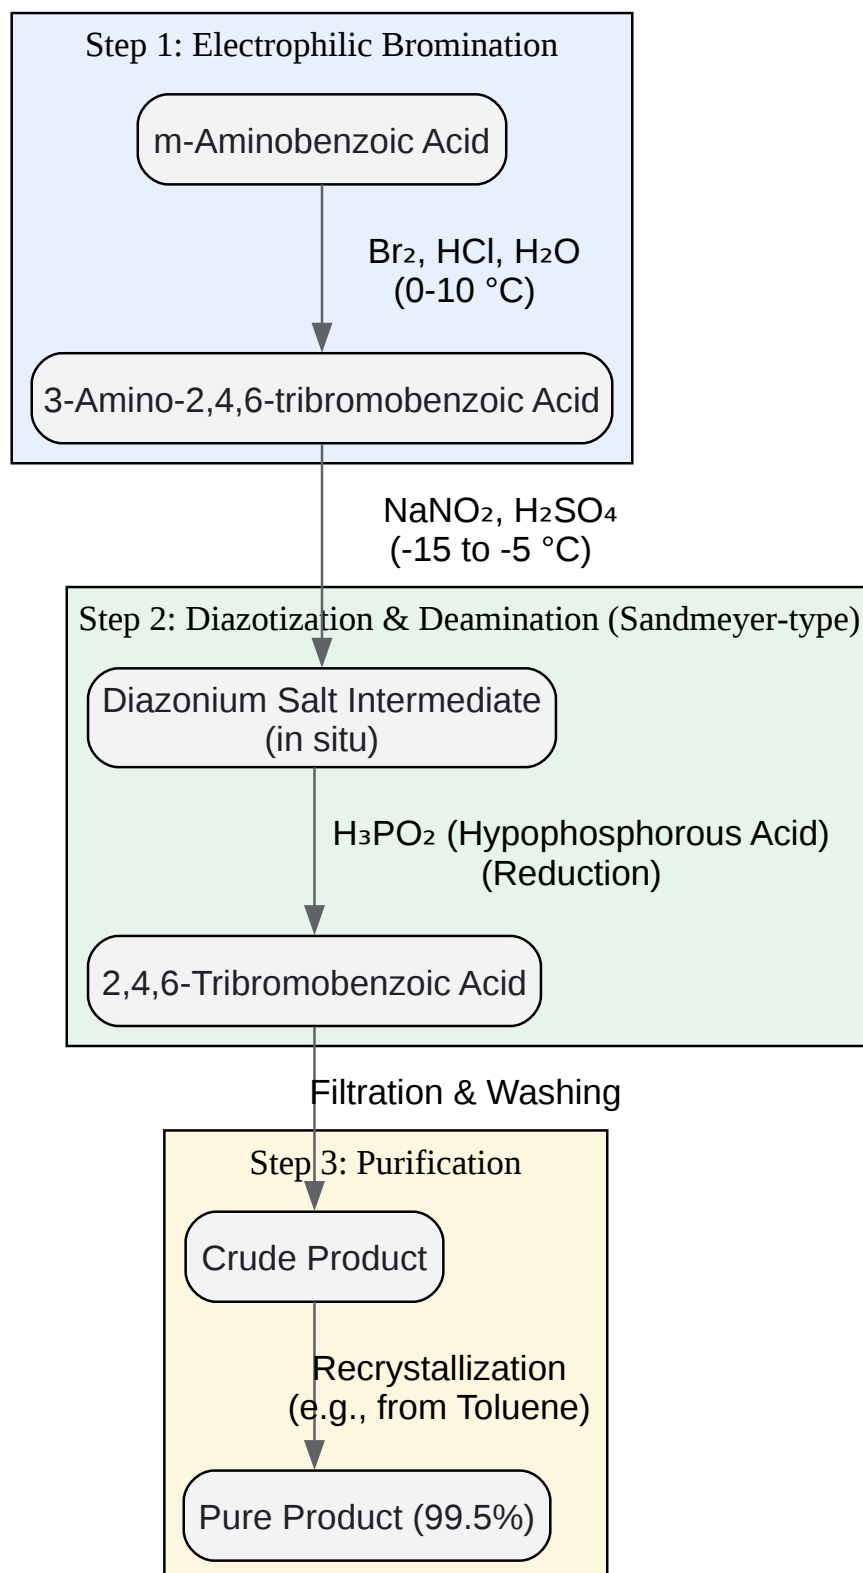 Step 1: Electrophilic Bromination
m-Aminobenzoic Acid
Br₂, HCl, H₂O
(0-10 °C)
3-Amino-2,4,6-tribromobenzoic Acid
NaNO₂, H₂SO₄
(-15 to -5 °C)
Step 2: Diazotization & Deamination (Sandmeyer-type)
Diazonium Salt Intermediate
(in situ)
H₃PO₂ (Hypophosphorous Acid)
(Reduction)
2,4,6-Tribromobenzoic Acid
Filtration & Washing
Step 3: Purification
Crude Product
Recrystallization
(e.g., from Toluene)
Pure Product (99.5%)